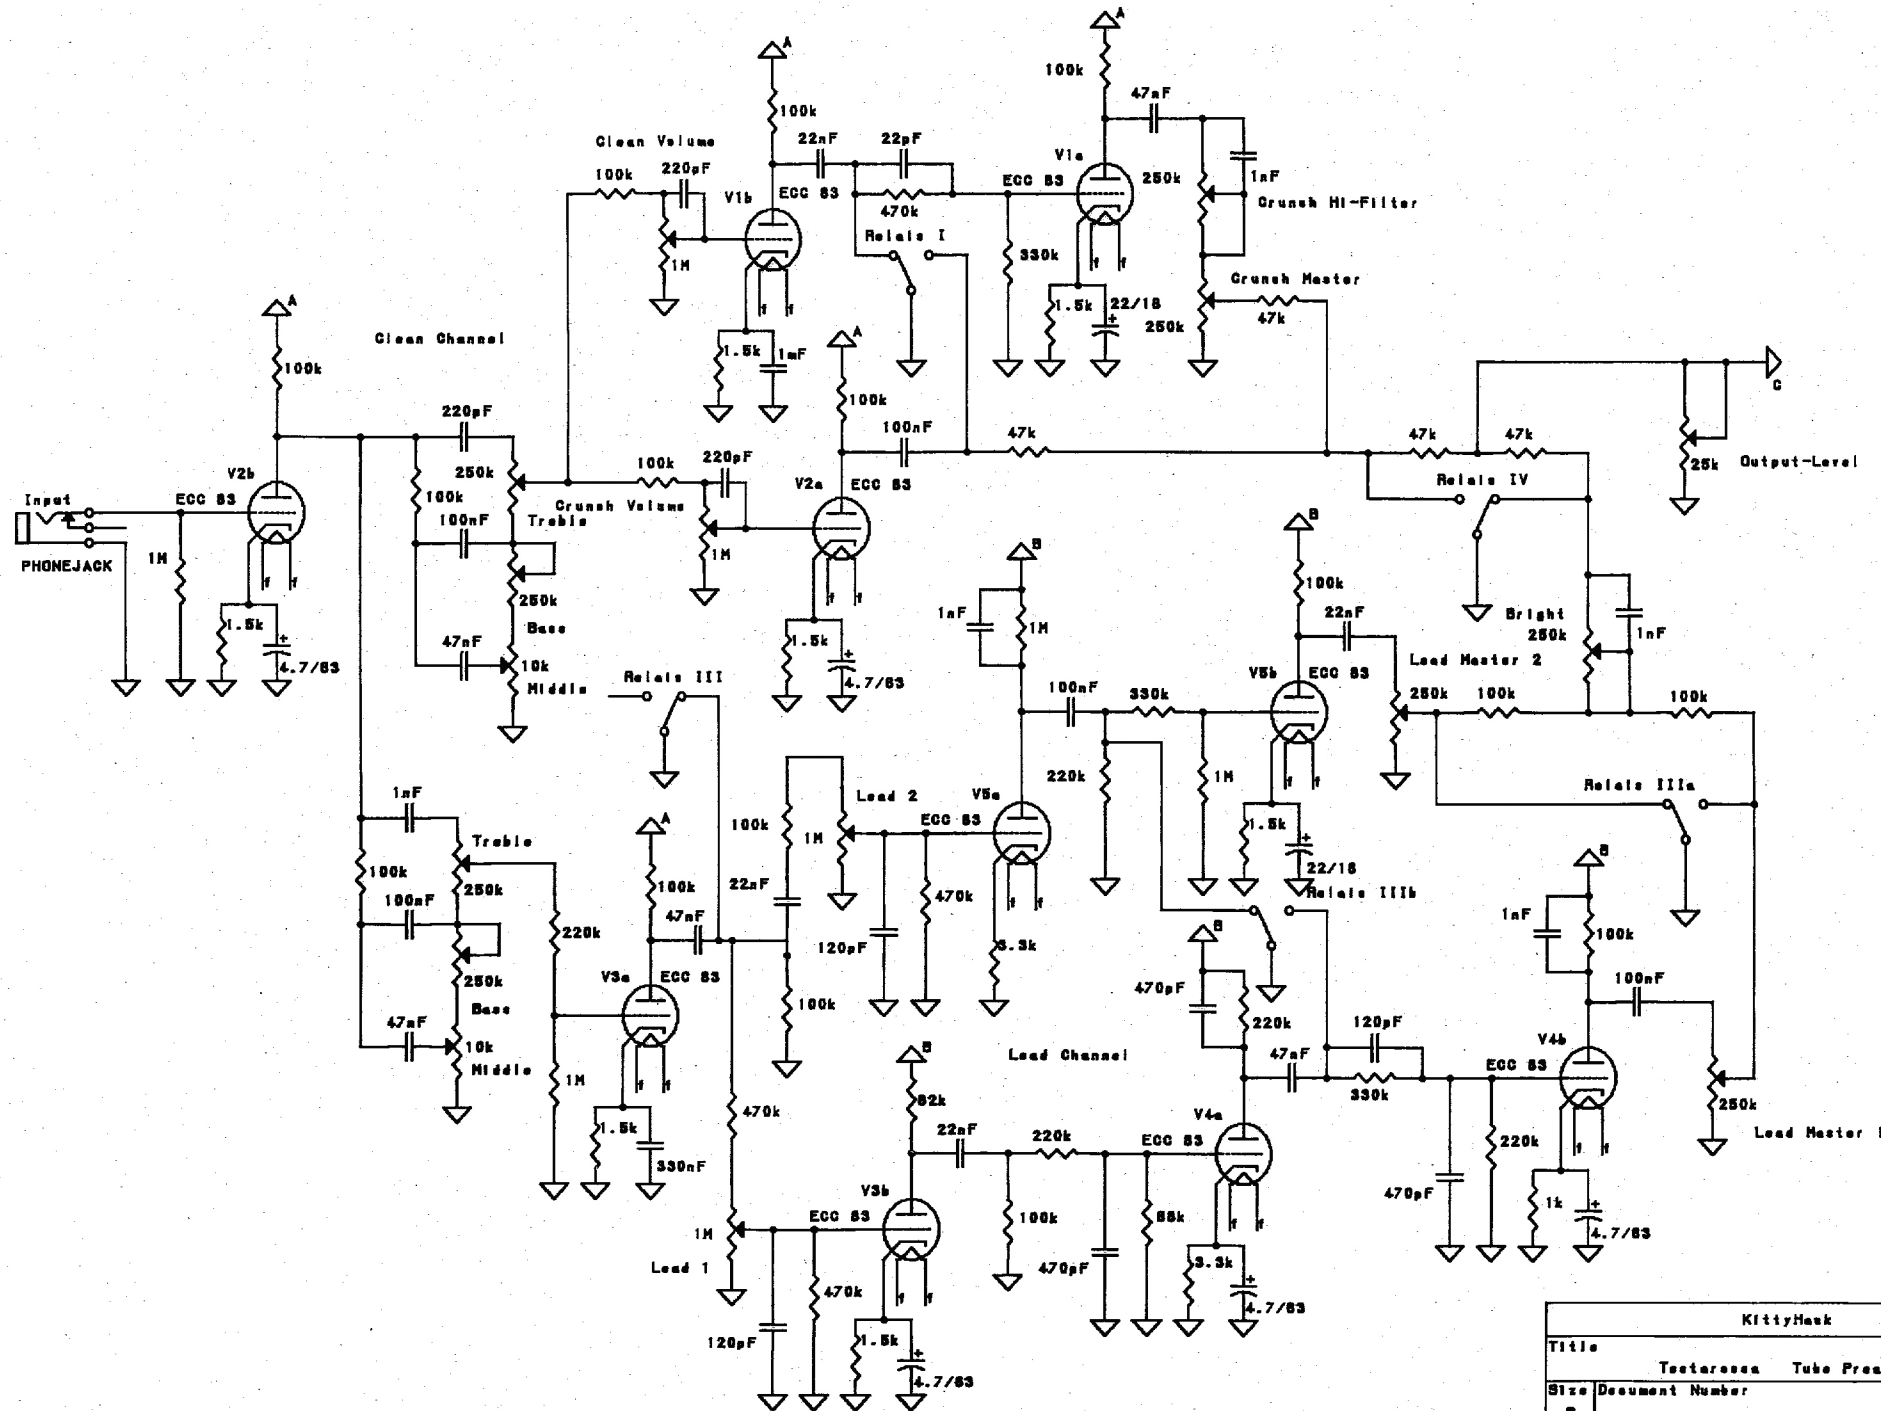 A
100k
47nF
V1a
ECC 83
250k
1nF
Crunch Hi-Filter
Crunch Master
250k
47k
1.5k
22/16
330k
A
100k
22nF
22pF
470k
Relais I
Clean Volume
100k
220pF
V1b
ECC 83
1M
1.5k
1mF
f f
f f
A
100k
Clean Channel
V2b
ECC 83
Input
PHONEJACK
1M
1.5k
4.7/63
f f
220pF
250k
100k
Treble
100nF
250k
Bass
47nF
10k
Middle
Crunch Volume
100k
220pF
1M
A
100k
100nF
V2a
ECC 83
1.5k
4.7/63
f f
47k
47k
47k
Relais IV
C
25k
Output-Level
1nF
Treble
100k
250k
100nF
250k
Bass
47nF
10k
Middle
220k
1M
Relais III
A
100k
47nF
V3a
ECC 83
1.5k
330nF
f f
22nF
100k
1M
Lead 2
100k
120pF
470k
B
1nF
1M
V5a
ECC 83
3.3k
f f
100nF
330k
220k
1M
B
100k
22nF
V5b
ECC 83
1.5k
22/16
f f
Lead Master 2
250k
100k
100k
Bright
250k
1nF
Relais IIIa
Relais IIIb
470k
1M
Lead 1
120pF
470k
B
82k
V3b
ECC 83
1.5k
4.7/63
f f
22nF
220k
100k
470pF
68k
Lead Channel
B
470pF
220k
V4a
ECC 83
3.3k
4.7/63
f f
47nF
120pF
330k
470pF
220k
B
1nF
100k
100nF
V4b
ECC 83
1k
4.7/63
f f
250k
Lead Master
KittyHawk
Title
Testarossa Tube
Size
Document Number